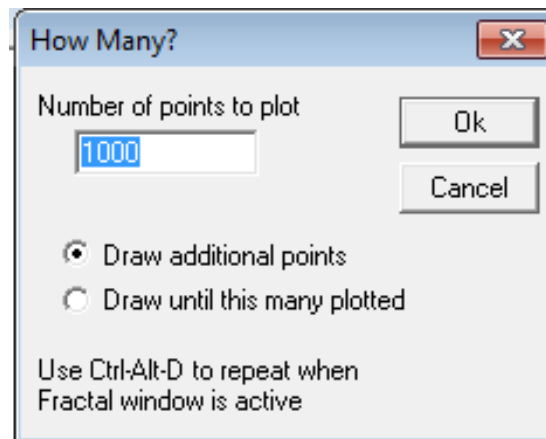 How Many?
Number of points to plot
1000
Ok
Cancel
Draw additional points
Draw until this many plotted
Use Ctrl-Alt-D to repeat when
Fractal window is active